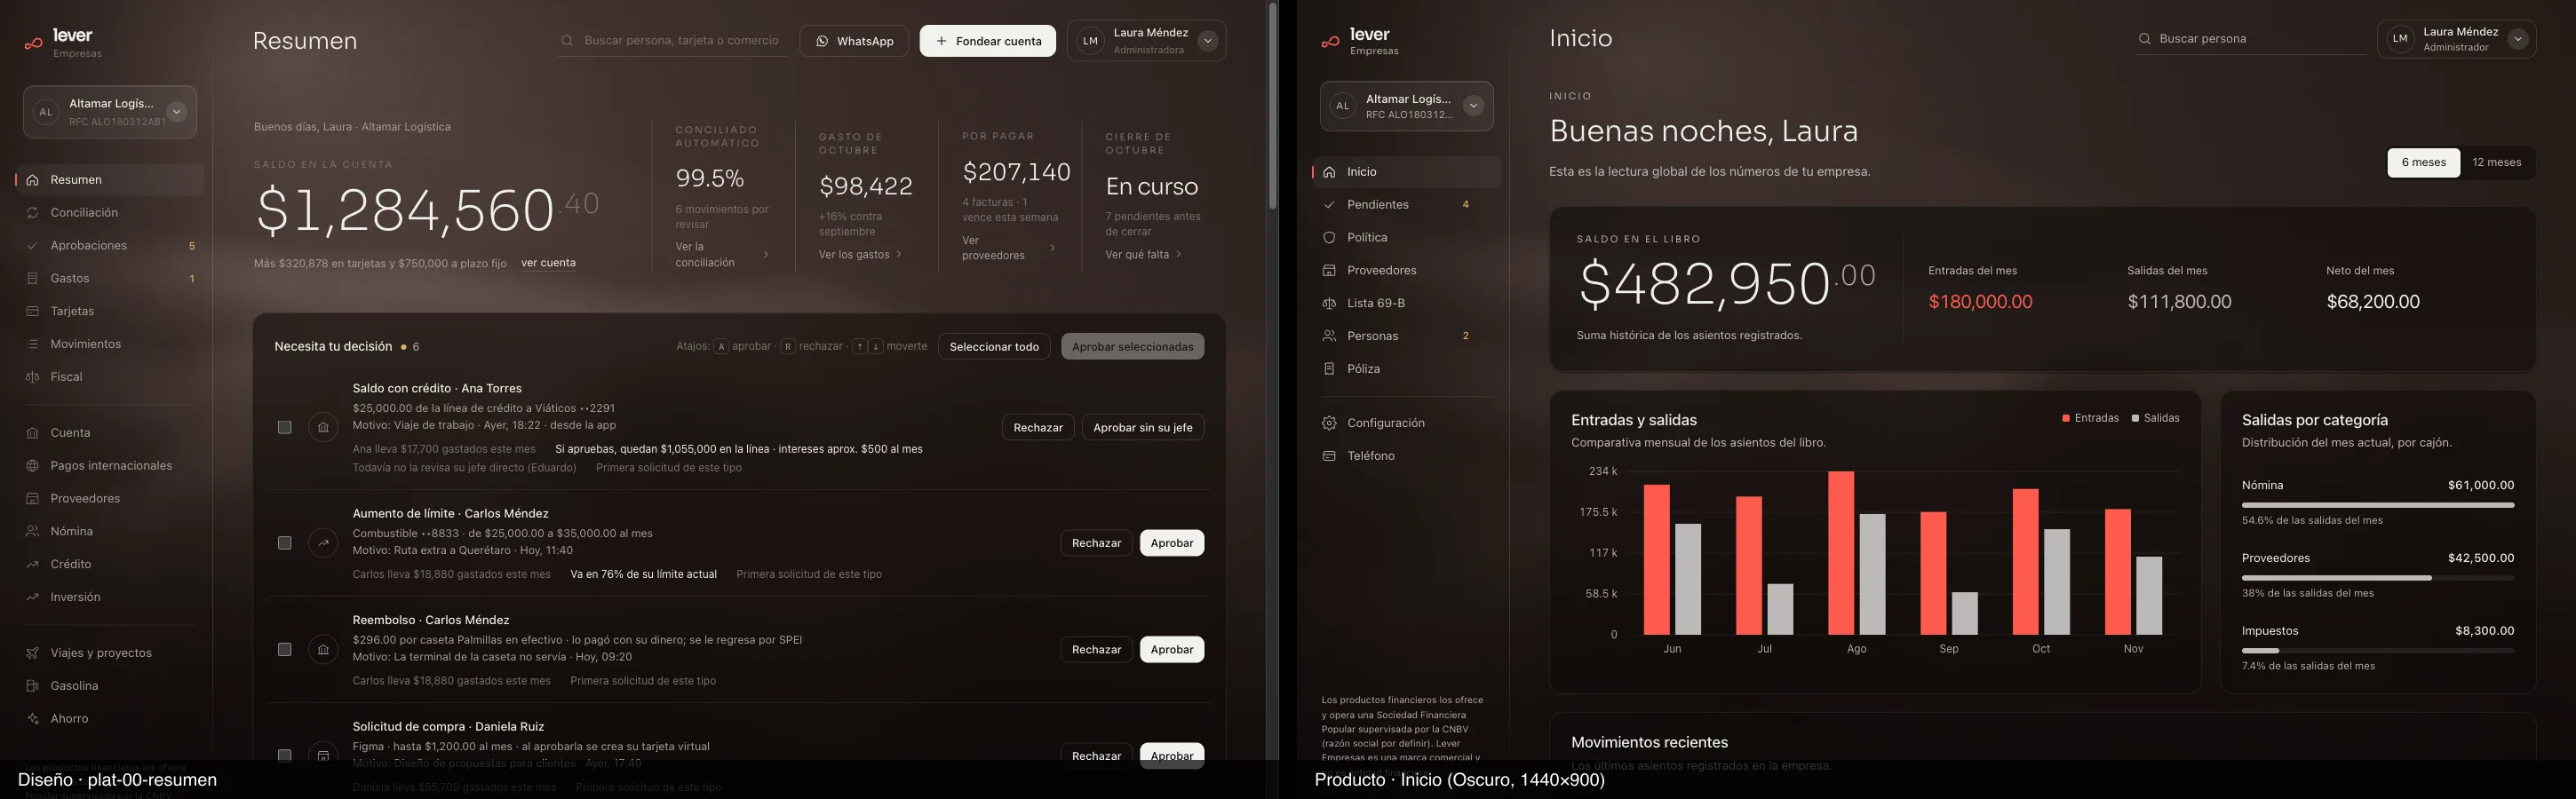 lever
Empresas
AL
Altamar Logís...
RFC ALO180312AB1
Resumen
Conciliación
Aprobaciones 5
Gastos 1
Tarjetas
Movimientos
Fiscal
Cuenta
Pagos internacionales
Proveedores
Nómina
Crédito
Inversión
Viajes y proyectos
Gasolina
Ahorro
Resumen
Buscar persona, tarjeta o comercio
WhatsApp
+ Fondear cuenta
LM
Laura Méndez
Administradora
Buenos días, Laura · Altamar Logística
SALDO EN LA CUENTA
$1,284,560.40
Más $320,878 en tarjetas y $750,000 a plazo fijo ver cuenta
CONCILIADO
AUTOMÁTICO
99.5%
6 movimientos por
revisar
Ver la
conciliación
GASTO DE
OCTUBRE
$98,422
+16% contra
septiembre
Ver los gastos
POR PAGAR
$207,140
4 facturas · 1
vence esta semana
Ver
proveedores
CIERRE DE
OCTUBRE
En curso
7 pendientes antes
de cerrar
Ver qué falta
Necesita tu decisión • 6
Atajos: A aprobar · R rechazar · ↑ ↓ moverte
Seleccionar todo
Aprobar seleccionadas
Saldo con crédito · Ana Torres
$25,000.00 de la línea de crédito a Viáticos ··2291
Motivo: Viaje de trabajo · Ayer, 18:22 · desde la app
Ana lleva $17,700 gastados este mes Si apruebas, quedan $1,055,000 en la línea · intereses aprox. $500 al mes
Todavía no la revisa su jefe directo (Eduardo) Primera solicitud de este tipo
Rechazar
Aprobar sin su jefe
Aumento de límite · Carlos Méndez
Combustible ··8833 · de $25,000.00 a $35,000.00 al mes
Motivo: Ruta extra a Querétaro · Hoy, 11:40
Carlos lleva $18,880 gastados este mes Va en 76% de su límite actual Primera solicitud de este tipo
Rechazar
Aprobar
Reembolso · Carlos Méndez
$296.00 por caseta Palmillas en efectivo · lo pagó con su dinero; se le regresa por SPEI
Motivo: La terminal de la caseta no servía · Hoy, 09:20
Carlos lleva $18,880 gastados este mes Primera solicitud de este tipo
Rechazar
Aprobar
Solicitud de compra · Daniela Ruiz
Figma · hasta $1,200.00 al mes · al aprobarla se crea su tarjeta virtual
Motivo: Diseño de propuestas para clientes · Ayer, 17:40
Daniela lleva $55,700 gastados este mes Primera solicitud de este tipo
Rechazar
Aprobar
Diseño · plat-00-resumen
lever
Empresas
AL
Altamar Logís...
RFC ALO180312...
Inicio
Pendientes 4
Política
Proveedores
Lista 69-B
Personas 2
Póliza
Configuración
Teléfono
Los productos financieros los ofrece
y opera una Sociedad Financiera
Popular supervisada por la CNBV
(razón social por definir). Lever
Empresas es una marca comercial y
Inicio
Buscar persona
LM
Laura Méndez
Administrador
INICIO
Buenas noches, Laura
Esta es la lectura global de los números de tu empresa.
6 meses
12 meses
SALDO EN EL LIBRO
$482,950.00
Suma histórica de los asientos registrados.
Entradas del mes
$180,000.00
Salidas del mes
$111,800.00
Neto del mes
$68,200.00
Entradas y salidas
Comparativa mensual de los asientos del libro.
Entradas
Salidas
234 k
175.5 k
117 k
58.5 k
0
Jun Jul Ago Sep Oct Nov
Salidas por categoría
Distribución del mes actual, por cajón.
Nómina $61,000.00
54.6% de las salidas del mes
Proveedores $42,500.00
38% de las salidas del mes
Impuestos $8,300.00
7.4% de las salidas del mes
Movimientos recientes
Los últimos asientos registrados en la empresa.
Producto · Inicio (Oscuro, 1440×900)